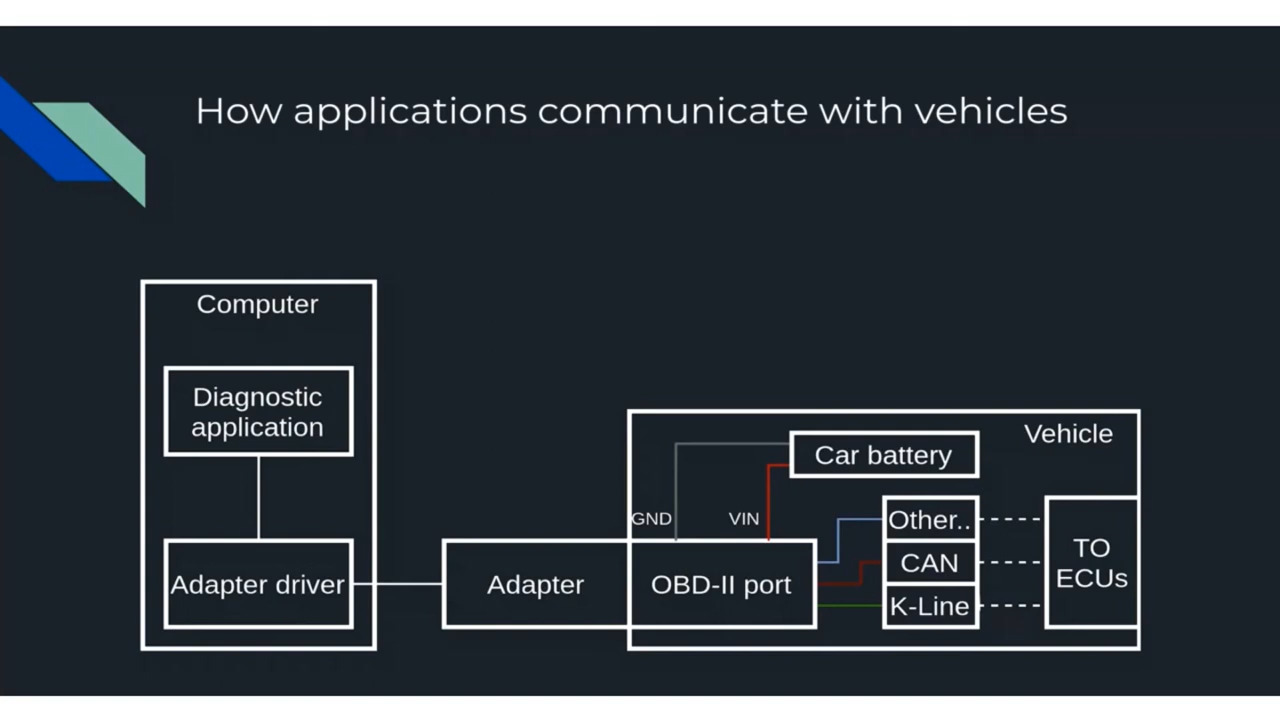 How applications communicate with vehicles
Computer
Diagnostic
application
Adapter driver
Adapter
Vehicle
Car battery
GND
VIN
OBD-II port
Other..
CAN
K-Line
TO
ECUs